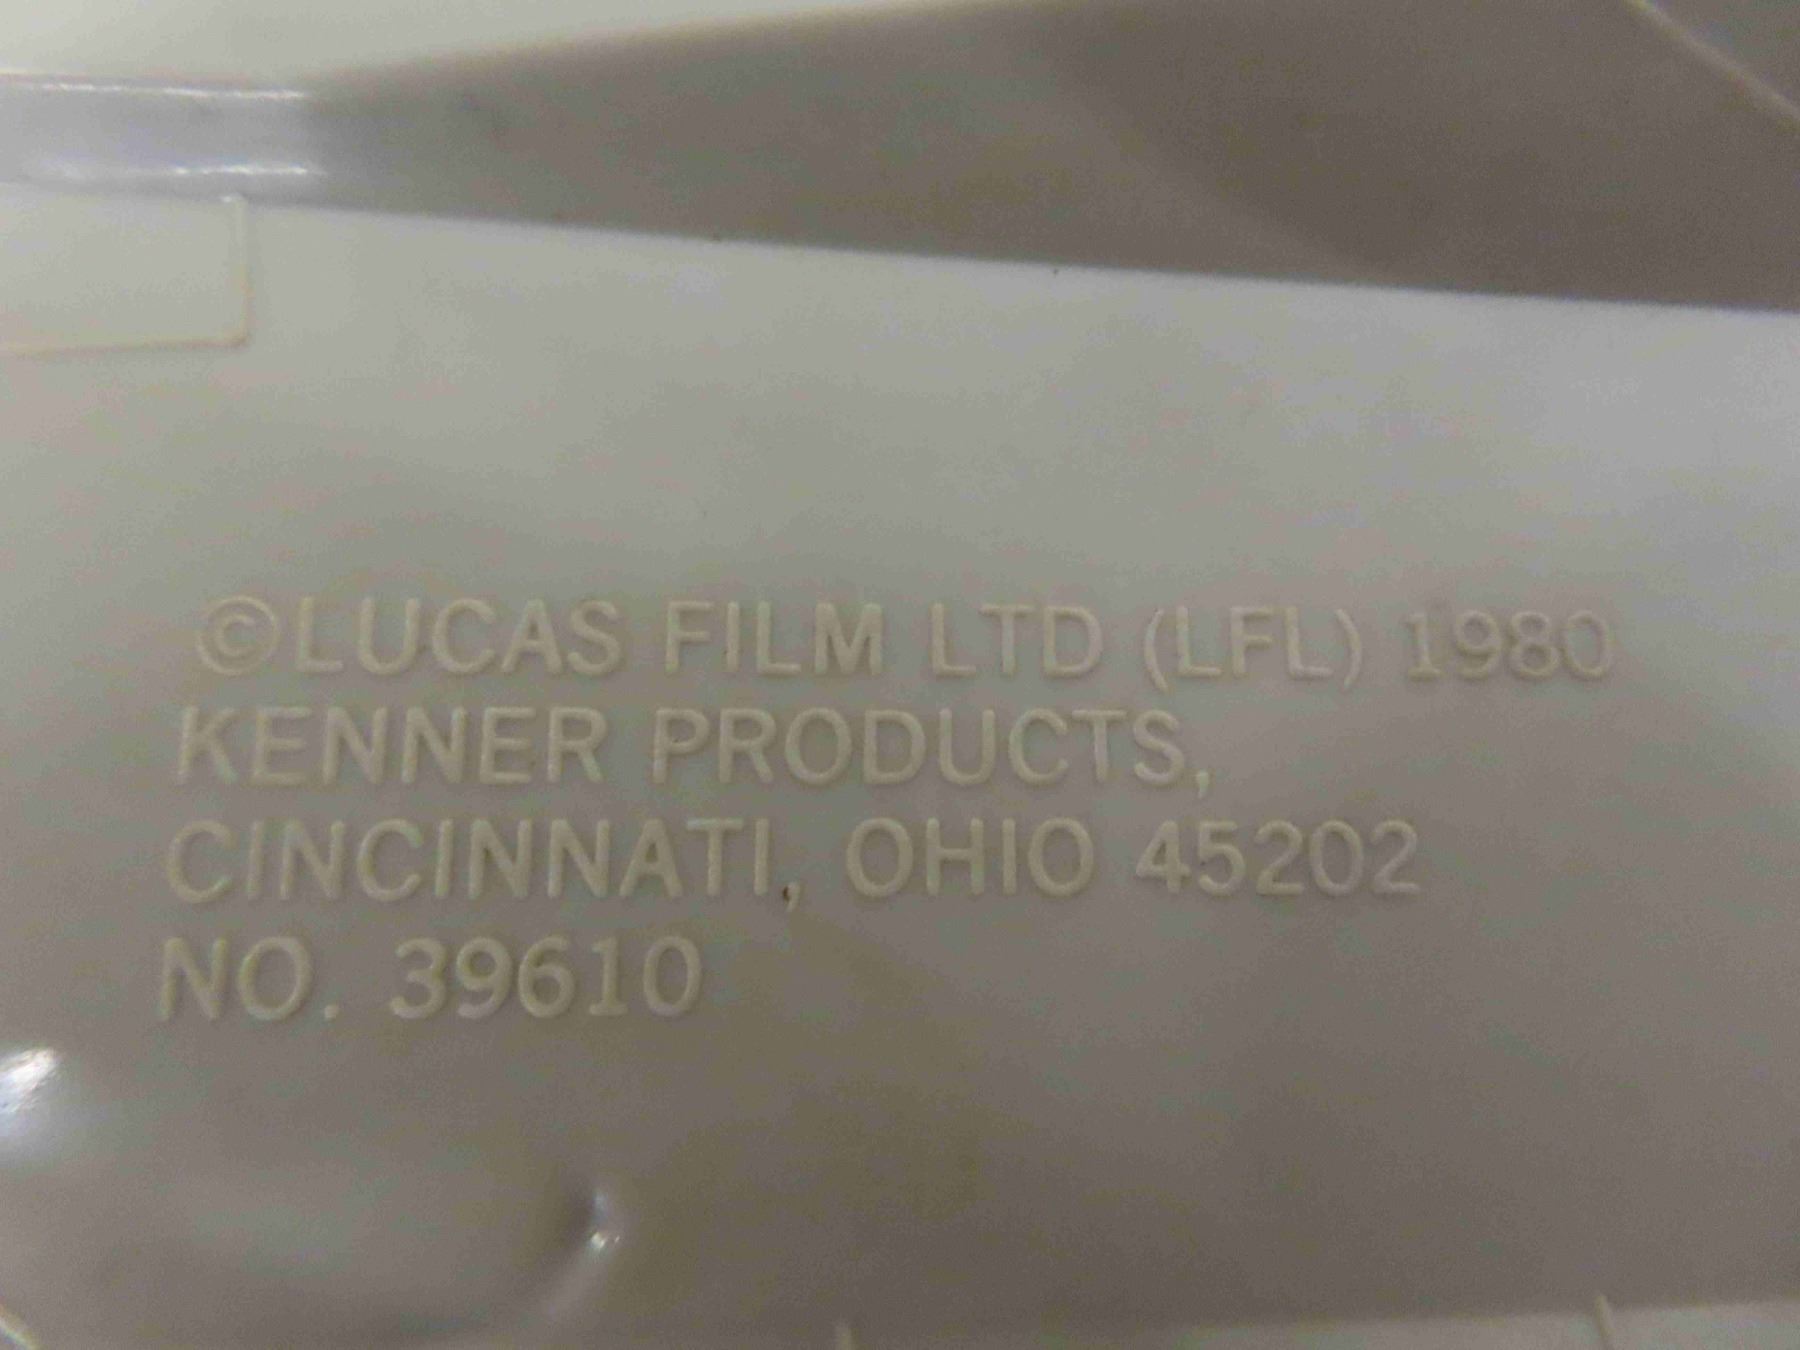 ©LUCAS FILM LTD (LFL) 1980
KENNER PRODUCTS,
CINCINNATI, OHIO 45202
NO. 39610